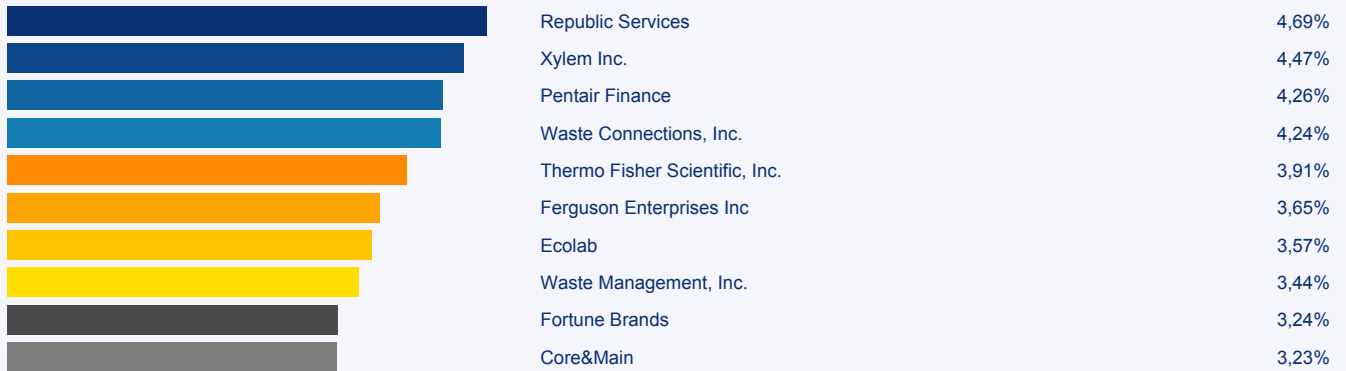 Republic Services 4,69%
Xylem Inc. 4,47%
Pentair Finance 4,26%
Waste Connections, Inc. 4,24%
Thermo Fisher Scientific, Inc. 3,91%
Ferguson Enterprises Inc 3,65%
Ecolab 3,57%
Waste Management, Inc. 3,44%
Fortune Brands 3,24%
Core&Main 3,23%